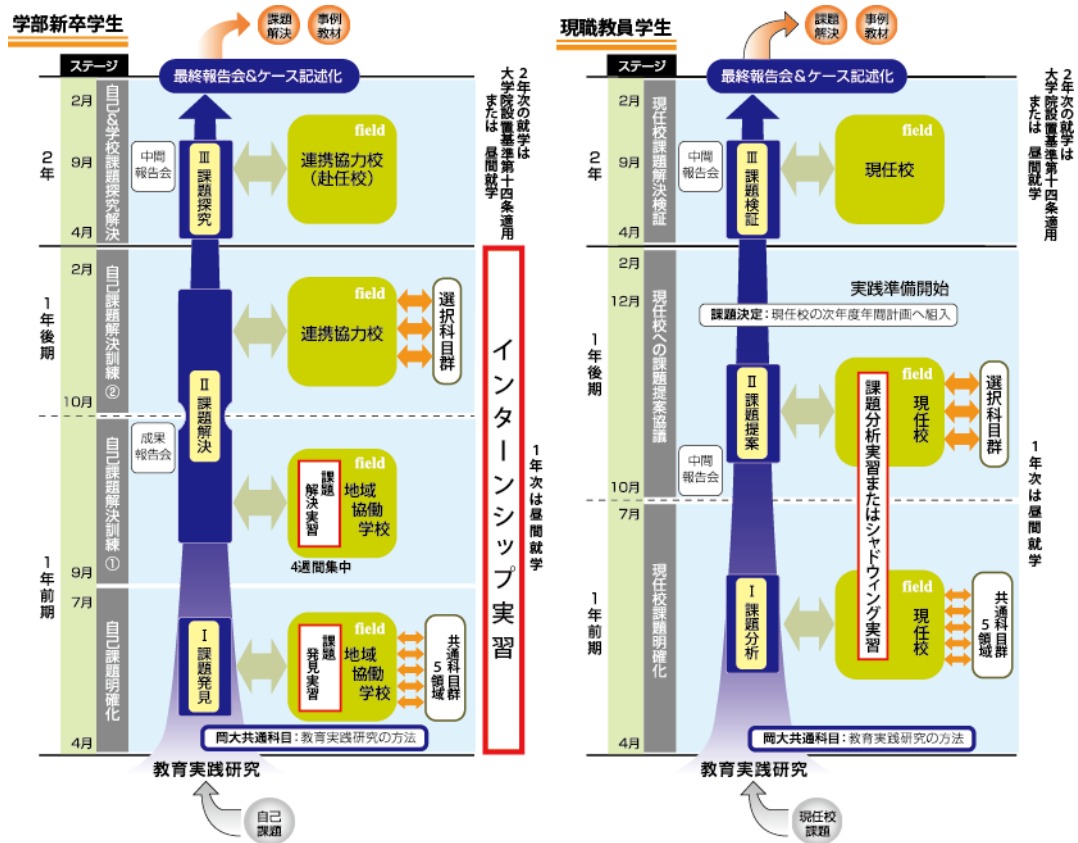 学部新卒学生
課題
解決
事例
教材
ステージ
最終報告会&ケース記述化
2年
2月
9月
4月
自己&学校課題探究解決
中間
報告会
Ⅲ 課題探究
field
連携協力校
(赴任校)
2年次の就学は
大学院設置基準第十四条適用
または 昼間就学
1年後期
2月
10月
自己課題解決訓練②
Ⅱ 課題解決
field
連携協力校
選択科目群
インターンシップ実習
1年次は昼間就学
成果
報告会
自己課題解決訓練①
field
課題
解決実習
地域
協働
学校
4週間集中
9月
1年前期
7月
自己課題明確化
Ⅰ 課題発見
field
課題
発見実習
地域
協働
学校
共通科目群
5領域
4月
岡大共通科目:教育実践研究の方法
教育実践研究
自己
課題
現職教員学生
課題
解決
事例
教材
ステージ
最終報告会&ケース記述化
2年
2月
9月
4月
現任校課題解決検証
中間
報告会
Ⅲ 課題検証
field
現任校
2年次の就学は
大学院設置基準第十四条適用
または 昼間就学
1年後期
2月
12月
10月
現任校への課題提案協議
実践準備開始
課題決定:現任校の次年度年間計画へ組入
Ⅱ 課題提案
field
現任校
選択科目群
課題分析実習またはシャドウィング実習
中間
報告会
1年次は昼間就学
1年前期
7月
現任校課題明確化
Ⅰ 課題分析
field
現任校
共通科目群
5領域
4月
岡大共通科目:教育実践研究の方法
教育実践研究
現任校
課題